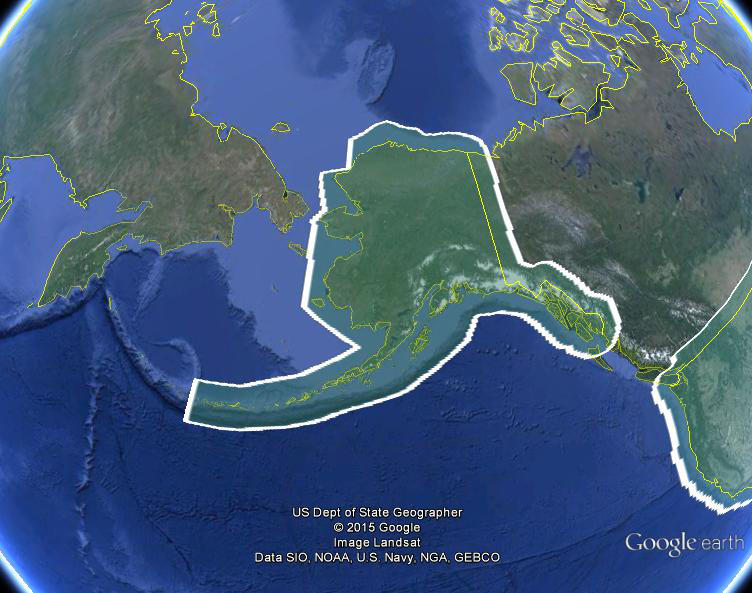 US Dept of State Geographer
© 2015 Google
Image Landsat
Data SIO, NOAA, U.S. Navy, NGA, GEBCO
Google earth